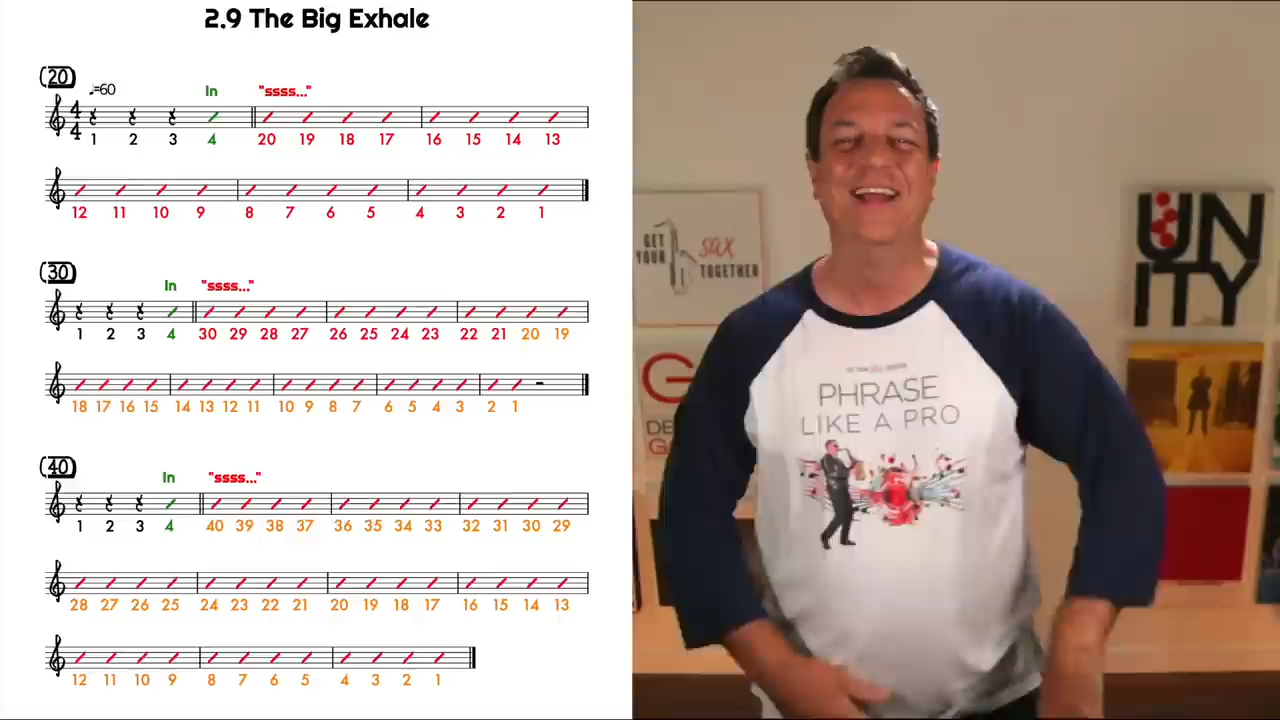 2.9 The Big Exhale
(20)
♩=60 In "ssss..."
4 4
1 2 3 4 20 19 18 17 16 15 14 13
12 11 10 9 8 7 6 5 4 3 2 1
(30)
In "ssss..."
1 2 3 4 30 29 28 27 26 25 24 23 22 21 20 19
18 17 16 15 14 13 12 11 10 9 8 7 6 5 4 3 2 1
(40)
In "ssss..."
1 2 3 4 40 39 38 37 36 35 34 33 32 31 30 29
28 27 26 25 24 23 22 21 20 19 18 17 16 15 14 13
12 11 10 9 8 7 6 5 4 3 2 1
GET
YOUR
SAX
TOGETHER
UN
ITY
PHRASE
LIKE A PRO
G
DE
G